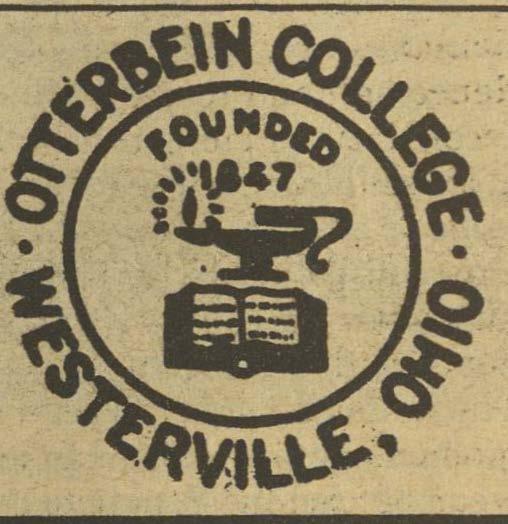 · OTTERBEIN COLLEGE ·
WESTERVILLE, OHIO
FOUNDED
1847